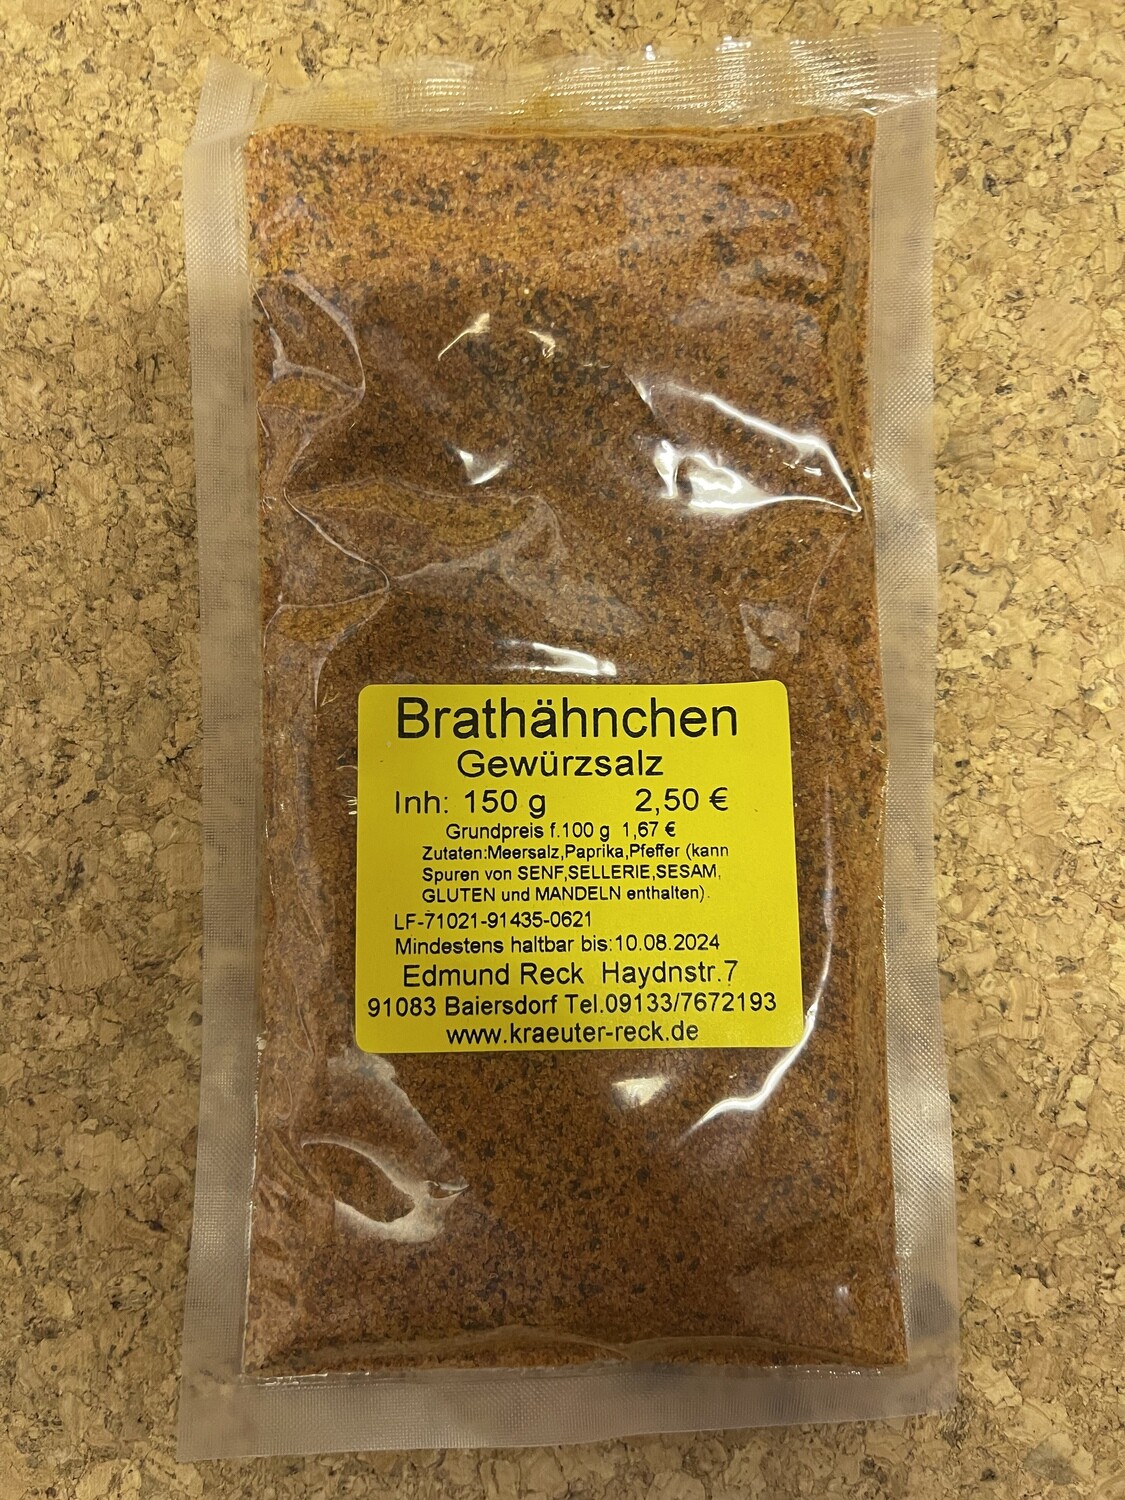 Brathähnchen
Gewürzsalz
Inh: 150 g 2,50 €
Grundpreis f.100 g 1,67 €
Zutaten:Meersalz,Paprika,Pfeffer (kann
Spuren von SENF,SELLERIE,SESAM,
GLUTEN und MANDELN enthalten).
LF-71021-91435-0621
Mindestens haltbar bis:10.08.2024
Edmund Reck Haydnstr.7
91083 Baiersdorf Tel.09133/7672193
www.kraeuter-reck.de